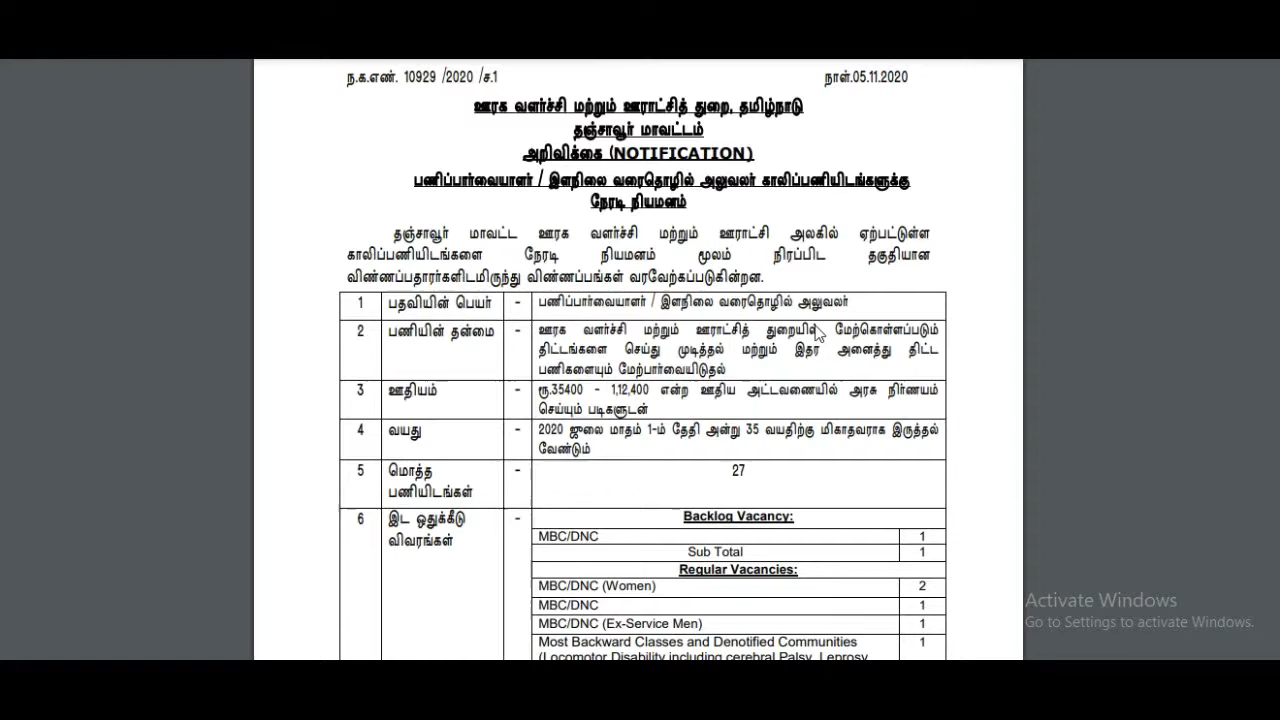 ந.க.எண். 10929 /2020 /ச.1 நாள்.05.11.2020
ஊரக வளர்ச்சி மற்றும் ஊராட்சித் துறை, தமிழ்நாடு
தஞ்சாவூர் மாவட்டம்
அறிவிக்கை (NOTIFICATION)
பணிப்பார்வையாளர் / இளநிலை வரைதொழில் அலுவலர் காலிப்பணியிடங்களுக்கு
நேரடி நியமனம்
தஞ்சாவூர் மாவட்ட ஊரக வளர்ச்சி மற்றும் ஊராட்சி அலகில் ஏற்பட்டுள்ள
காலிப்பணியிடங்களை நேரடி நியமனம் மூலம் நிரப்பிட தகுதியான
விண்ணப்பதாரர்களிடமிருந்து விண்ணப்பங்கள் வரவேற்கப்படுகின்றன.
1 பதவியின் பெயர் - பணிப்பார்வையாளர் / இளநிலை வரைதொழில் அலுவலர்
2 பணியின் தன்மை - ஊரக வளர்ச்சி மற்றும் ஊராட்சித் துறையில் மேற்கொள்ளப்படும்
திட்டங்களை செய்து முடித்தல் மற்றும் இதர அனைத்து திட்ட
பணிகளையும் மேற்பார்வையிடுதல்
3 ஊதியம் - ரூ.35400 - 1,12,400 என்ற ஊதிய அட்டவணையில் அரசு நிர்ணயம்
செய்யும் படிகளுடன்
4 வயது - 2020 ஜுலை மாதம் 1-ம் தேதி அன்று 35 வயதிற்கு மிகாதவராக இருத்தல்
வேண்டும்
5 மொத்த - 27
பணியிடங்கள்
6 இட ஒதுக்கீடு - Backlog Vacancy:
விவரங்கள் MBC/DNC 1
Sub Total 1
Regular Vacancies:
MBC/DNC (Women) 2
MBC/DNC 1
MBC/DNC (Ex-Service Men) 1
Most Backward Classes and Denotified Communities 1
(Locomotor Disability including cerebral Palsy, Leprosy
Activate Windows
Go to Settings to activate Windows.